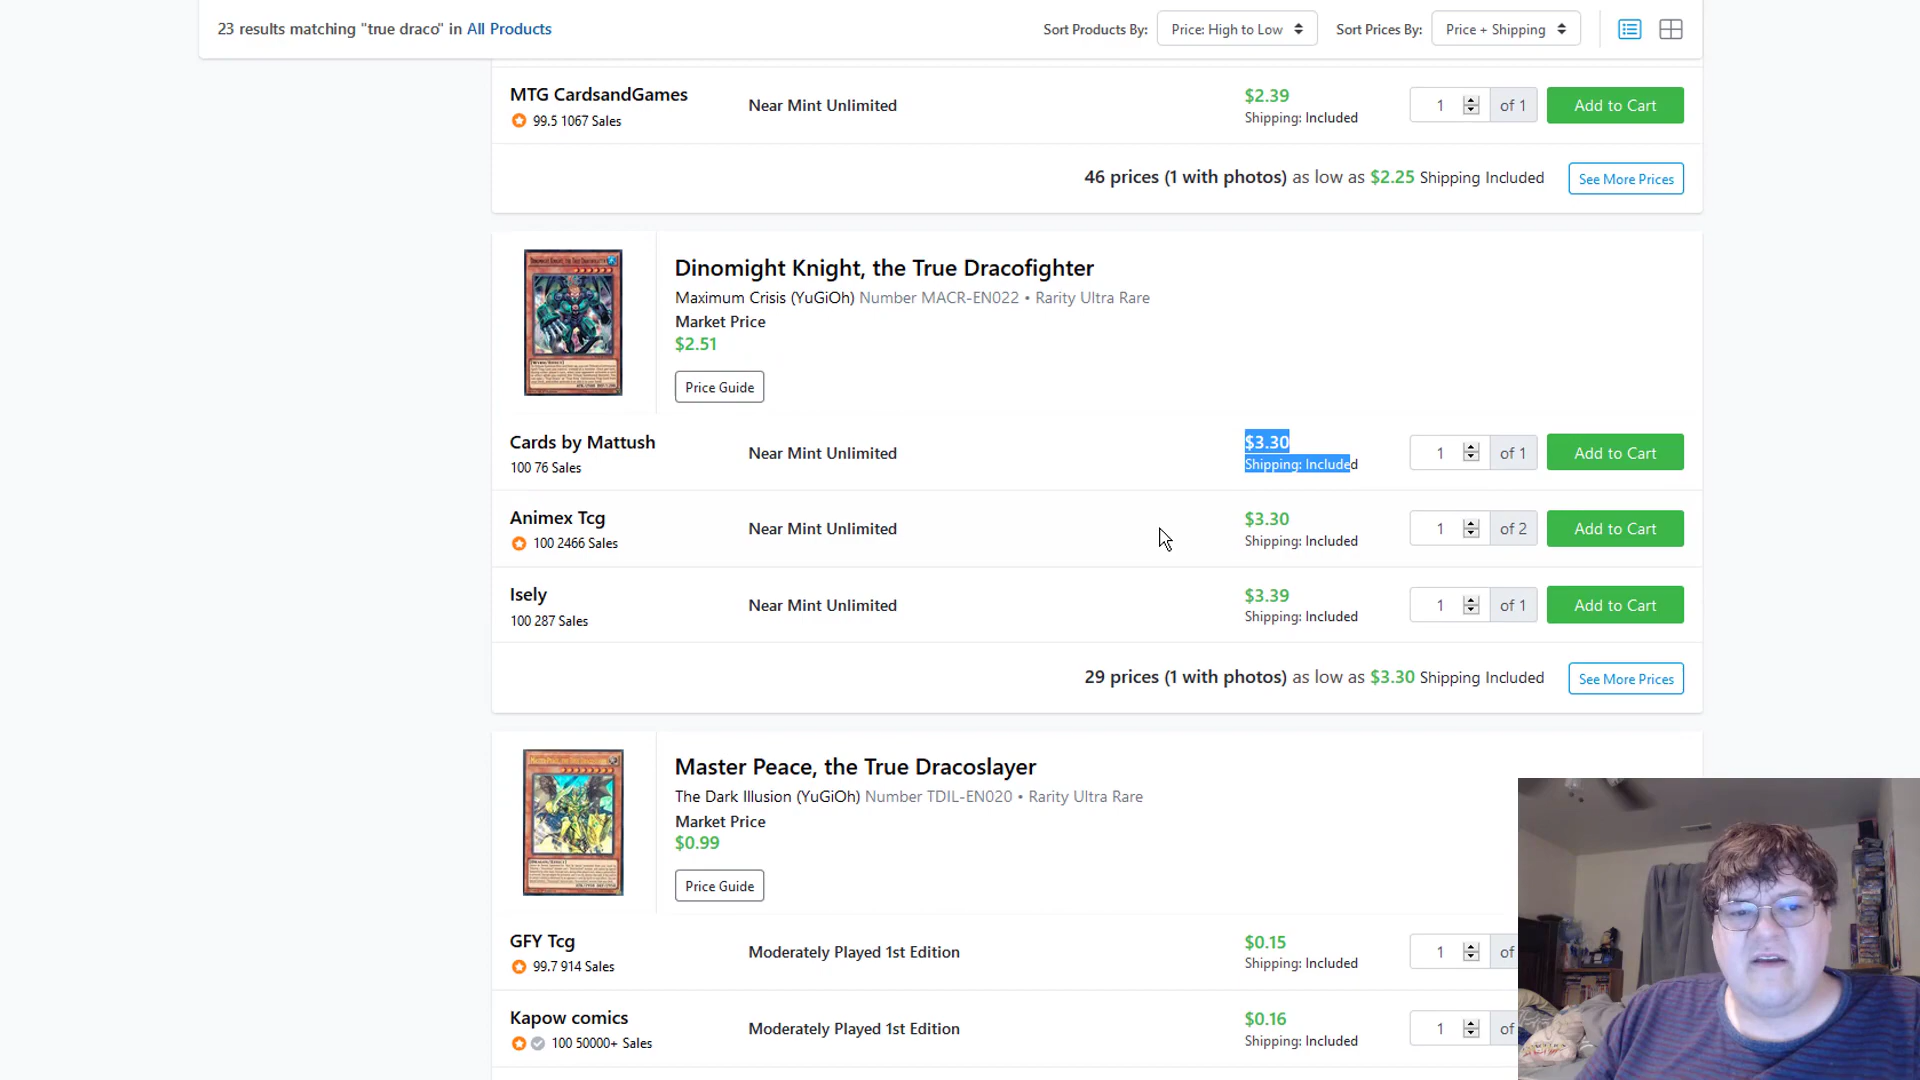 23 results matching "true draco" in All Products
Sort Products By: Price: High to Low
Sort Prices By: Price + Shipping
MTG CardsandGames
99.5 1067 Sales
Near Mint Unlimited
$2.39
Shipping: Included
1 of 1
Add to Cart
46 prices (1 with photos) as low as $2.25 Shipping Included
See More Prices
Dinomight Knight, the True Dracofighter
Maximum Crisis (YuGiOh) Number MACR-EN022 • Rarity Ultra Rare
Market Price
$2.51
Price Guide
Cards by Mattush
100 76 Sales
Near Mint Unlimited
$3.30
Shipping: Included
1 of 1
Add to Cart
Animex Tcg
100 2466 Sales
Near Mint Unlimited
$3.30
Shipping: Included
1 of 2
Add to Cart
Isely
100 287 Sales
Near Mint Unlimited
$3.39
Shipping: Included
1 of 1
Add to Cart
29 prices (1 with photos) as low as $3.30 Shipping Included
See More Prices
Master Peace, the True Dracoslayer
The Dark Illusion (YuGiOh) Number TDIL-EN020 • Rarity Ultra Rare
Market Price
$0.99
Price Guide
GFY Tcg
99.7 914 Sales
Moderately Played 1st Edition
$0.15
Shipping: Included
1 of
Kapow comics
100 50000+ Sales
Moderately Played 1st Edition
$0.16
Shipping: Included
1 of